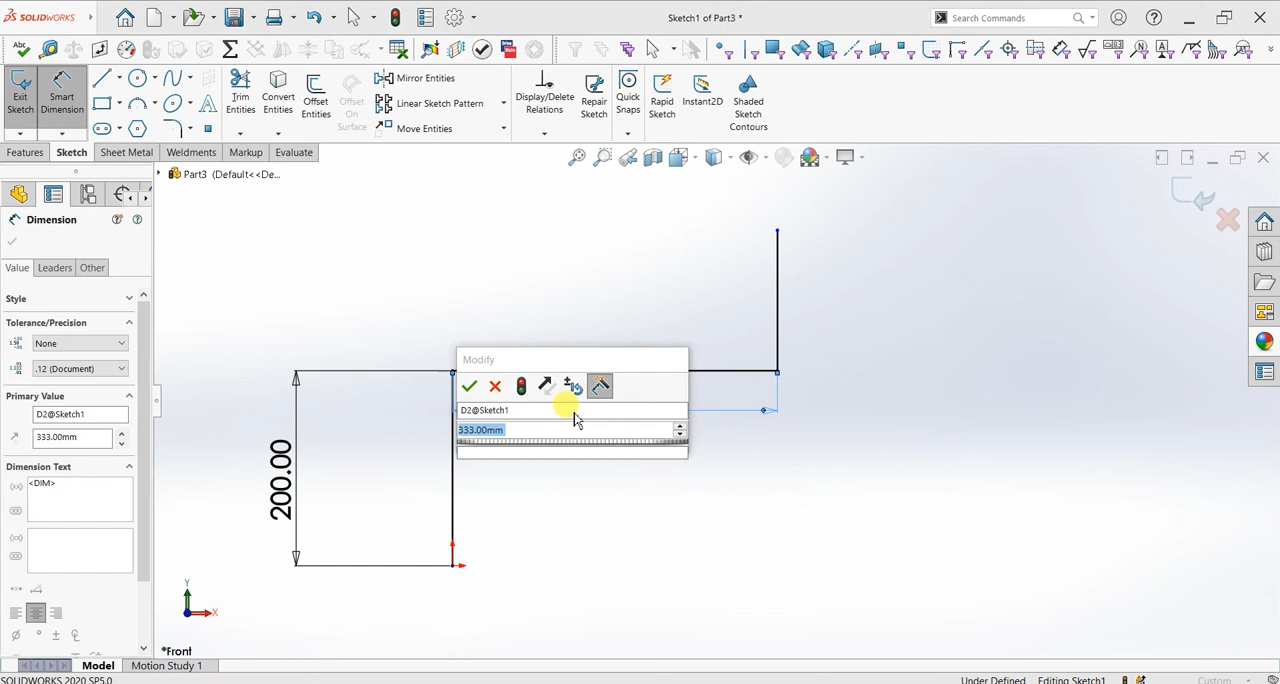 SOLIDWORKS
Sketch1 of Part3 *
Search Commands
Exit Sketch
Smart Dimension
Trim Entities
Convert Entities
Offset Entities
Offset On Surface
Mirror Entities
Linear Sketch Pattern
Move Entities
Display/Delete Relations
Repair Sketch
Quick Snaps
Rapid Sketch
Instant2D
Shaded Sketch Contours
Features
Sketch
Sheet Metal
Weldments
Markup
Evaluate
Part3 (Default<<De...
Dimension
Value
Leaders
Other
Style
Tolerance/Precision
None
.12 (Document)
Primary Value
D2@Sketch1
333.00mm
Dimension Text
<DIM>
Modify
D2@Sketch1
333.00mm
200.00
Y
X
*Front
Model
Motion Study 1
SOLIDWORKS 2020 SP5.0
Under Defined
Editing Sketch1
Custom